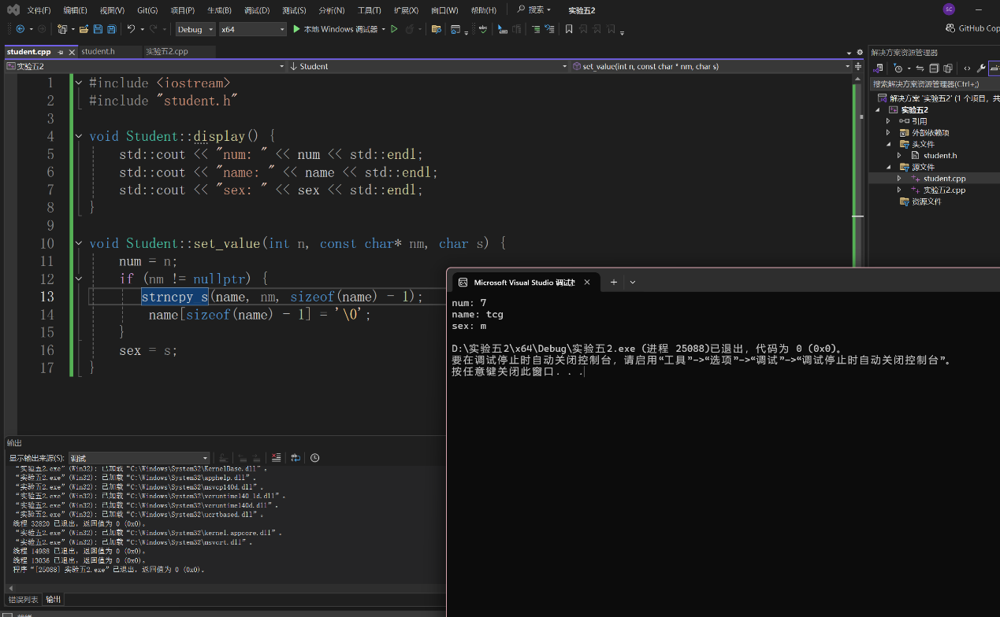 文件(F) 编辑(E) 视图(V) Git(G) 项目(P) 生成(B) 调试(D) 测试(S) 分析(N) 工具(T) 扩展(X) 窗口(W) 帮助(H) 搜索 实验五2 SC
Debug x64 本地 Windows 调试器 GitHub Cop
student.cpp student.h 实验五2.cpp
实验五2 Student set_value(int n, const char * nm, char s)
1 #include <iostream>
2 #include "student.h"
3
4 void Student::display() {
5 std::cout << "num: " << num << std::endl;
6 std::cout << "name: " << name << std::endl;
7 std::cout << "sex: " << sex << std::endl;
8 }
9
10 void Student::set_value(int n, const char* nm, char s) {
11 num = n;
12 if (nm != nullptr) {
13 strncpy_s(name, nm, sizeof(name) - 1);
14 name[sizeof(name) - 1] = '\0';
15 }
16 sex = s;
17 }
解决方案资源管理器
搜索解决方案资源管理器(Ctrl+;)
解决方案 '实验五2' (1 个项目, 共
实验五2
引用
外部依赖项
头文件
student.h
源文件
student.cpp
实验五2.cpp
资源文件
Microsoft Visual Studio 调试
num: 7
name: tcg
sex: m
D:\实验五2\x64\Debug\实验五2.exe (进程 25088)已退出，代码为 0 (0x0)。
要在调试停止时自动关闭控制台，请启用“工具”->“选项”->“调试”->“调试停止时自动关闭控制台”。
按任意键关闭此窗口. . .
输出
显示输出来源(S): 调试
“实验五2.exe”(Win32): 已加载“C:\Windows\System32\KernelBase.dll”。
“实验五2.exe”(Win32): 已加载“C:\Windows\System32\apphelp.dll”。
“实验五2.exe”(Win32): 已加载“C:\Windows\System32\msvcp140d.dll”。
“实验五2.exe”(Win32): 已加载“C:\Windows\System32\vcruntime140_1d.dll”。
“实验五2.exe”(Win32): 已加载“C:\Windows\System32\vcruntime140d.dll”。
“实验五2.exe”(Win32): 已加载“C:\Windows\System32\ucrtbased.dll”。
线程 32820 已退出，返回值为 0 (0x0)。
“实验五2.exe”(Win32): 已加载“C:\Windows\System32\kernel.appcore.dll”。
“实验五2.exe”(Win32): 已加载“C:\Windows\System32\msvcrt.dll”。
线程 14988 已退出，返回值为 0 (0x0)。
线程 13036 已退出，返回值为 0 (0x0)。
程序“[25088] 实验五2.exe”已退出，返回值为 0 (0x0)。
错误列表 输出